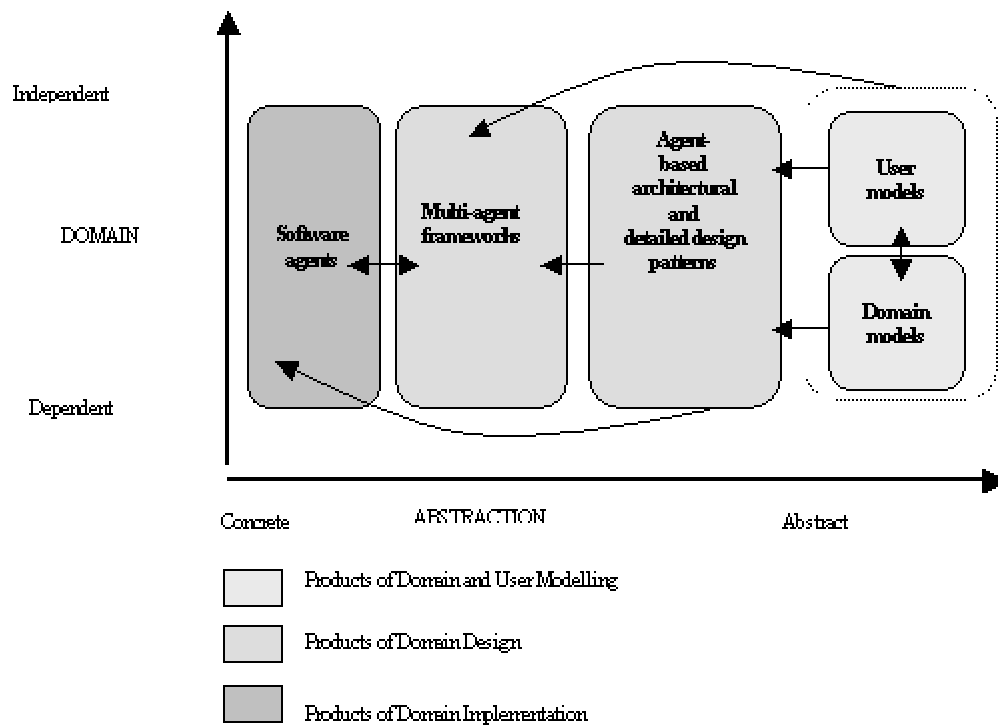 Independent
DOMAIN
Dependent
Software
agents
Multi-agent
frameworks
Agent-
based
architectural
and
detailed design
patterns
User
models
Domain
models
Concrete
ABSTRACTION
Abstract
Products of Domain and User Modelling
Products of Domain Design
Products of Domain Implementation